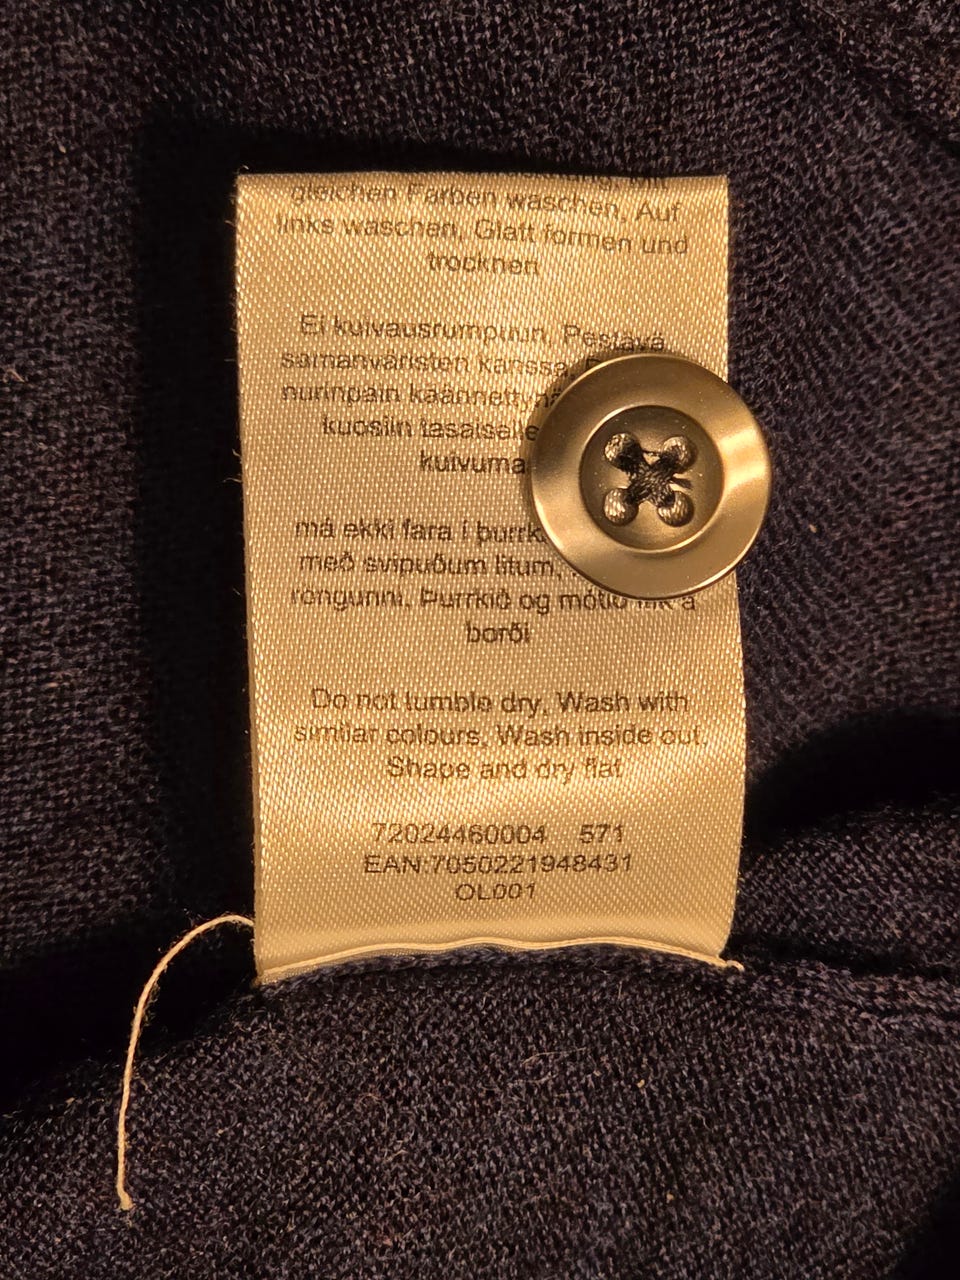 gleichen Farben waschen, Auf
links waschen, Glatt formen und
trocknen
Ei kuivausrumpuun, Pestävä
samanväristen kanssa,
nurinpäin käännettynä
kuosiin tasaiselle
kuivuma
má ekki fara í þurrk
með svipuðum litum,
röngunni, Þurrkið og mótið á
borði
Do not tumble dry, Wash with
similar colours, Wash inside out,
Shape and dry flat
72024460004 571
EAN:7050221948431
OL001